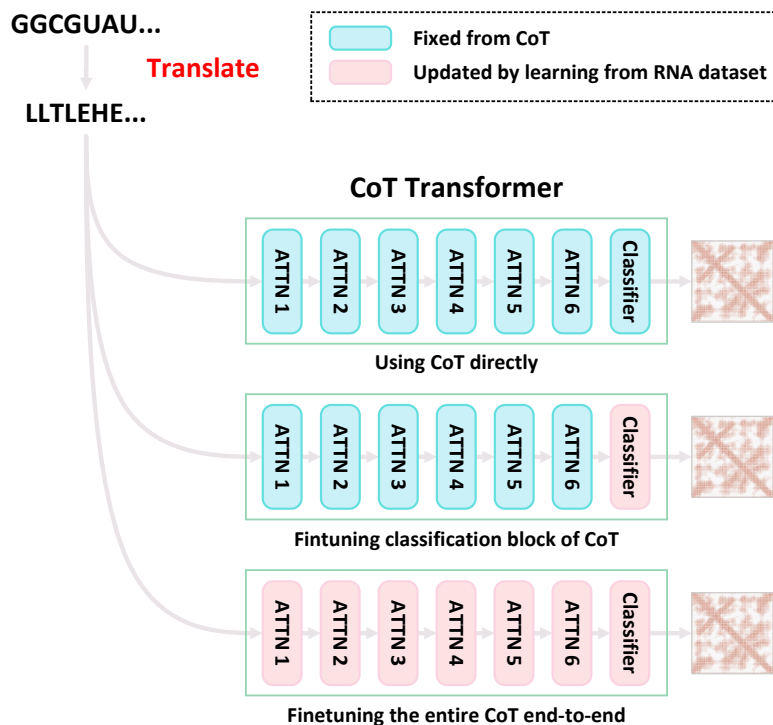 GGCGUAU...
Translate
LLTLEHE...
Fixed from CoT
Updated by learning from RNA dataset
CoT Transformer
ATTN 1
ATTN 2
ATTN 3
ATTN 4
ATTN 5
ATTN 6
Classifier
Using CoT directly
ATTN 1
ATTN 2
ATTN 3
ATTN 4
ATTN 5
ATTN 6
Classifier
Fintuning classification block of CoT
ATTN 1
ATTN 2
ATTN 3
ATTN 4
ATTN 5
ATTN 6
Classifier
Finetuning the entire CoT end-to-end